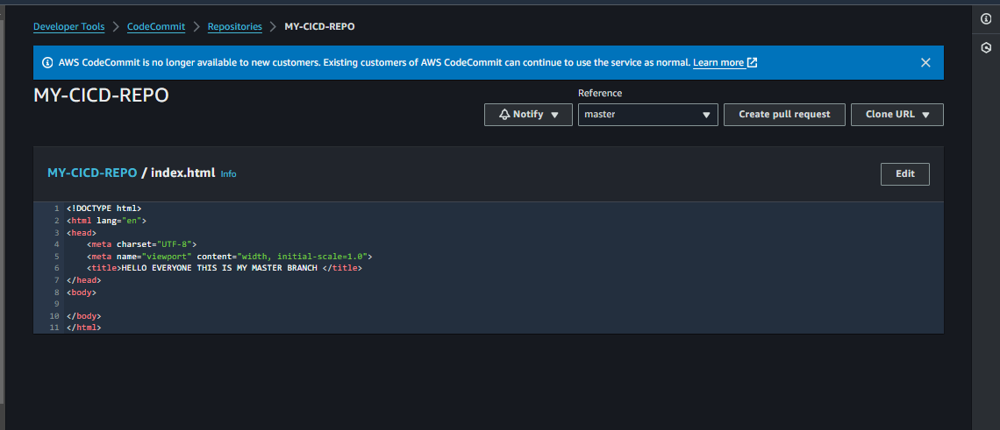 Developer Tools > CodeCommit > Repositories > MY-CICD-REPO
AWS CodeCommit is no longer available to new customers. Existing customers of AWS CodeCommit can continue to use the service as normal. Learn more
MY-CICD-REPO
Reference
Notify ▼ master ▼ Create pull request Clone URL ▼
MY-CICD-REPO / index.html Info Edit
1 <!DOCTYPE html>
2 <html lang="en">
3 <head>
4     <meta charset="UTF-8">
5     <meta name="viewport" content="width, initial-scale=1.0">
6     <title>HELLO EVERYONE THIS IS MY MASTER BRANCH </title>
7 </head>
8 <body>
9
10 </body>
11 </html>